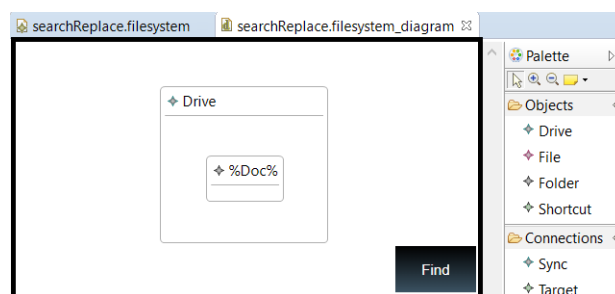 searchReplace.filesystem
searchReplace.filesystem_diagram
Palette
Objects
Drive
File
Folder
Shortcut
Connections
Sync
Target
Drive
%Doc%
Find